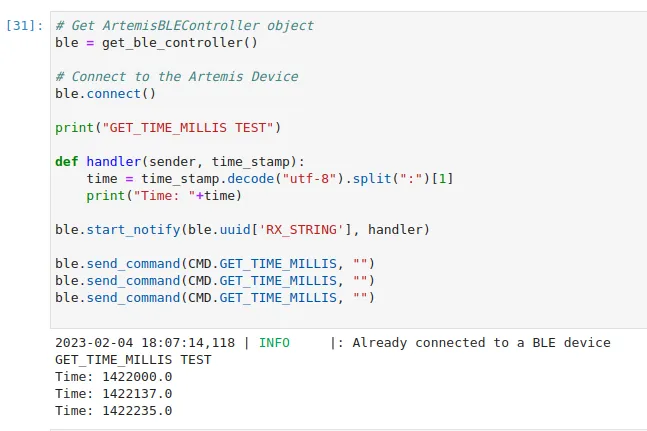 [31]: # Get ArtemisBLEController object
ble = get_ble_controller()
# Connect to the Artemis Device
ble.connect()
print("GET_TIME_MILLIS TEST")
def handler(sender, time_stamp):
    time = time_stamp.decode("utf-8").split(":")[1]
    print("Time: "+time)
ble.start_notify(ble.uuid['RX_STRING'], handler)
ble.send_command(CMD.GET_TIME_MILLIS, "")
ble.send_command(CMD.GET_TIME_MILLIS, "")
ble.send_command(CMD.GET_TIME_MILLIS, "")
2023-02-04 18:07:14,118 | INFO     |: Already connected to a BLE device
GET_TIME_MILLIS TEST
Time: 1422000.0
Time: 1422137.0
Time: 1422235.0